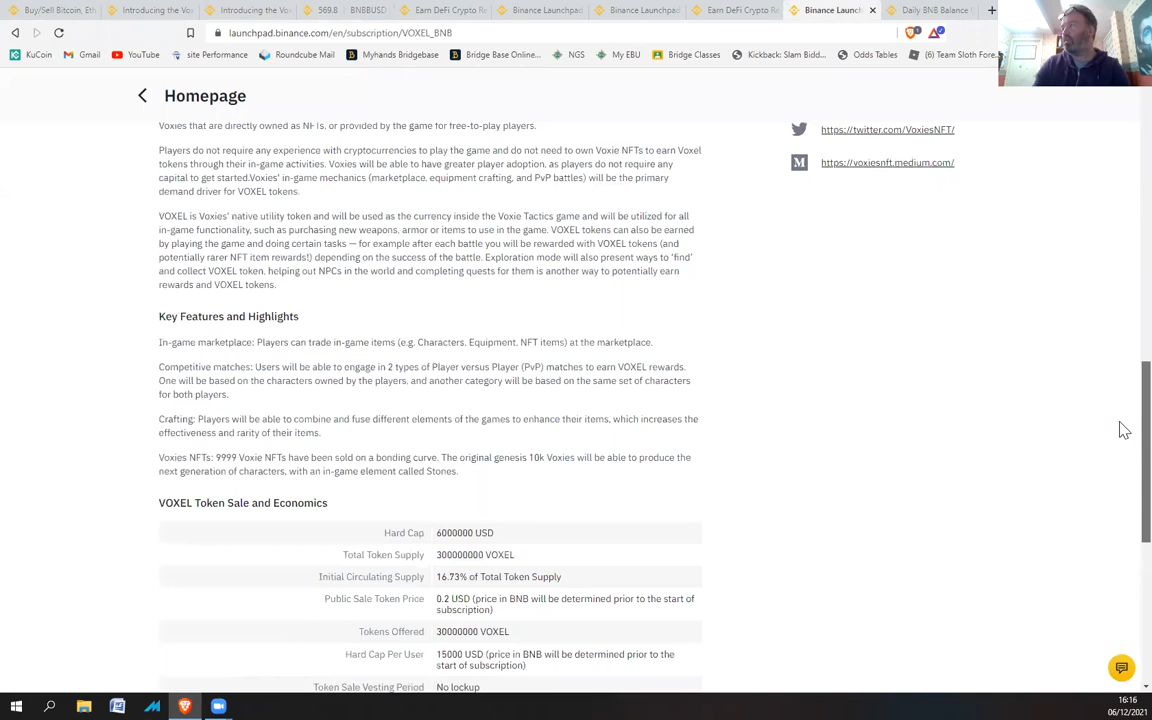 Buy/Sell Bitcoin, Eth
Introducing the Vox
Introducing the Vox
569.8
BNBBUSD
Earn DeFi Crypto Re
Binance Launchpad
Binance Launchpad
Earn DeFi Crypto Re
Binance Launch
Daily BNB Balance
launchpad.binance.com/en/subscription/VOXEL_BNB
KuCoin
Gmail
YouTube
site Performance
Roundcube Mail
Myhands Bridgebase
Bridge Base Online...
NGS
My EBU
Bridge Classes
Kickback: Slam Bidd...
Odds Tables
(6) Team Sloth Fore
Homepage
Voxies that are directly owned as NFTs, or provided by the game for free-to-play players.
Players do not require any experience with cryptocurrencies to play the game and do not need to own Voxie NFTs to earn Voxel
tokens through their in-game activities. Voxies will be able to have greater player adoption, as players do not require any
capital to get started.Voxies' in-game mechanics (marketplace, equipment crafting, and PvP battles) will be the primary
demand driver for VOXEL tokens.
VOXEL is Voxies' native utility token and will be used as the currency inside the Voxie Tactics game and will be utilized for all
in-game functionality, such as purchasing new weapons, armor or items to use in the game. VOXEL tokens can also be earned
by playing the game and doing certain tasks — for example after each battle you will be rewarded with VOXEL tokens (and
potentially rarer NFT item rewards!) depending on the success of the battle. Exploration mode will also present ways to 'find'
and collect VOXEL token, helping out NPCs in the world and completing quests for them is another way to potentially earn
rewards and VOXEL tokens.
https://twitter.com/VoxiesNFT/
https://voxiesnft.medium.com/
Key Features and Highlights
In-game marketplace: Players can trade in-game items (e.g. Characters, Equipment, NFT items) at the marketplace.
Competitive matches: Users will be able to engage in 2 types of Player versus Player (PvP) matches to earn VOXEL rewards.
One will be based on the characters owned by the players, and another category will be based on the same set of characters
for both players.
Crafting: Players will be able to combine and fuse different elements of the games to enhance their items, which increases the
effectiveness and rarity of their items.
Voxies NFTs: 9999 Voxie NFTs have been sold on a bonding curve. The original genesis 10k Voxies will be able to produce the
next generation of characters, with an in-game element called Stones.
VOXEL Token Sale and Economics
Hard Cap 6000000 USD
Total Token Supply 300000000 VOXEL
Initial Circulating Supply 16.73% of Total Token Supply
Public Sale Token Price 0.2 USD (price in BNB will be determined prior to the start of
subscription)
Tokens Offered 30000000 VOXEL
Hard Cap Per User 15000 USD (price in BNB will be determined prior to the
start of subscription)
Token Sale Vesting Period No lockup
16:16
06/12/2021